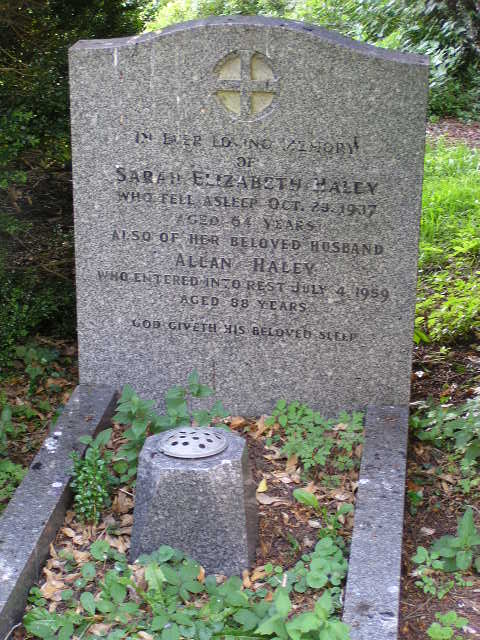 IN EVER LOVING MEMORY
OF
SARAH ELIZABETH HALEY
WHO FELL ASLEEP OCT. 1937
AGED 64 YEARS
ALSO OF HER BELOVED HUSBAND
ALLAN HALEY
WHO ENTERED INTO REST JULY 4, 1959
AGED 88 YEARS
GOD GIVETH HIS BELOVED SLEEP